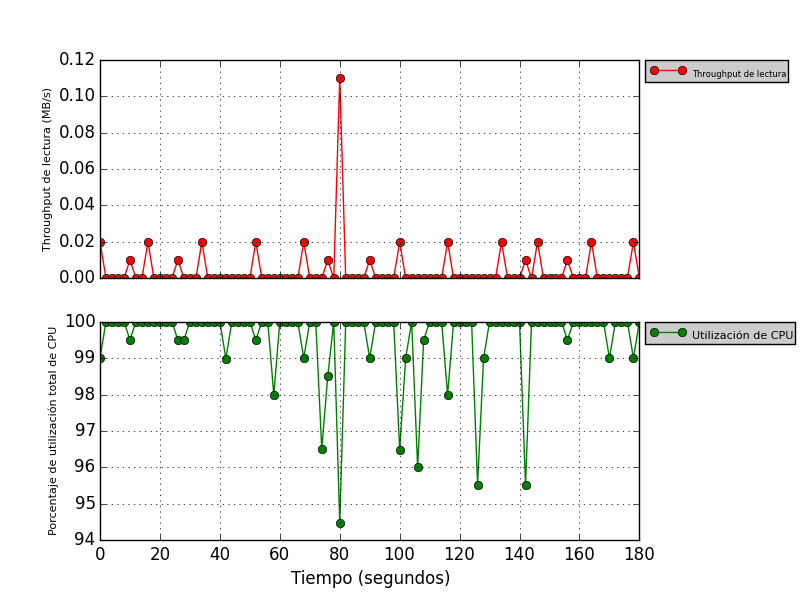 0.12
0.10
0.08
0.06
0.04
0.02
0.00
Throughput de lectura (MB/s)
Throughput de lectura
100
99
98
97
96
95
94
Porcentaje de utilización total de CPU
Utilización de CPU
0 20 40 60 80 100 120 140 160 180
Tiempo (segundos)